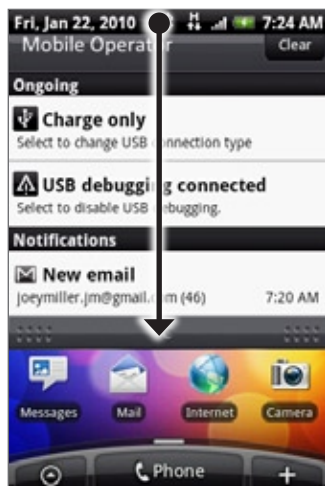 Fri, Jan 22, 2010 H 7:24 AM
Mobile Operator Clear
Ongoing
Charge only
Select to change USB connection type
USB debugging connected
Select to disable USB debugging.
Notifications
New email
joeymiller.jm@gmail.com (46) 7:20 AM
Messages Mail Internet Camera
Phone